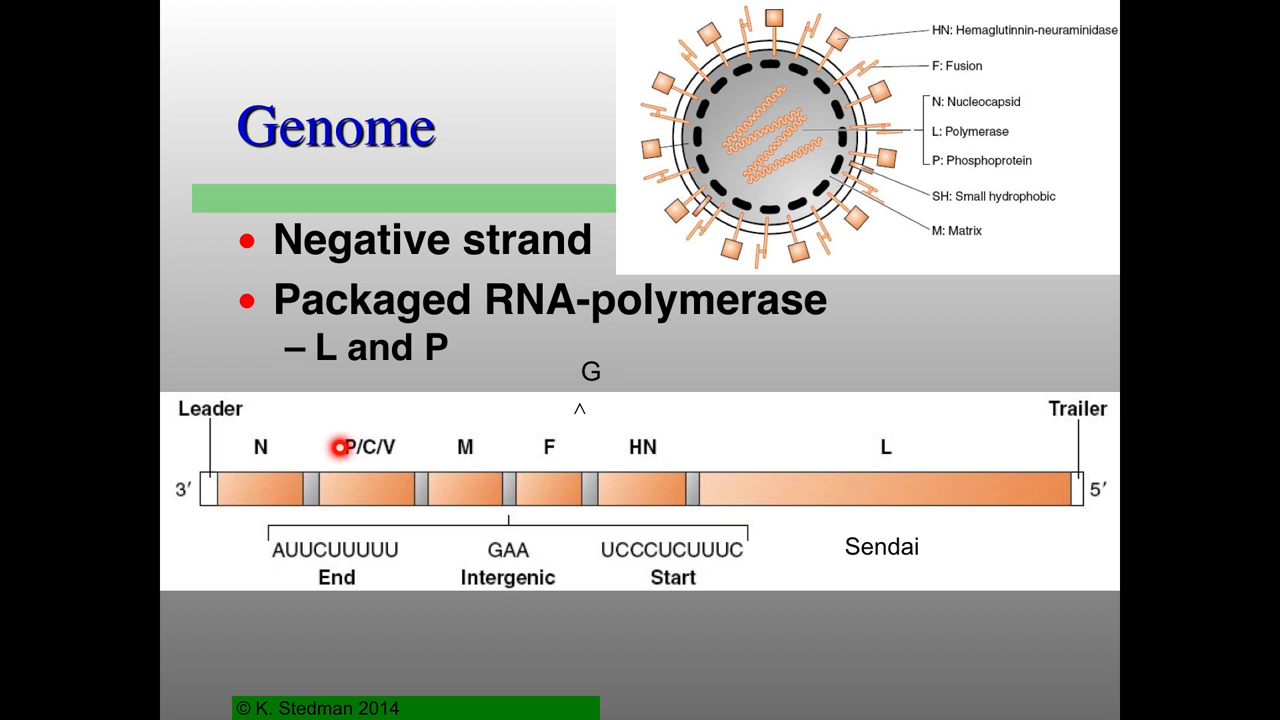 HN: Hemaglutinnin-neuraminidase
F: Fusion
N: Nucleocapsid
L: Polymerase
P: Phosphoprotein
SH: Small hydrophobic
M: Matrix
Genome
• Negative strand
• Packaged RNA-polymerase
– L and P
G
^
Leader Trailer
N P/C/V M F HN L
3′ 5′
AUUCUUUUU GAA UCCCUCUUUC Sendai
End Intergenic Start
© K. Stedman 2014